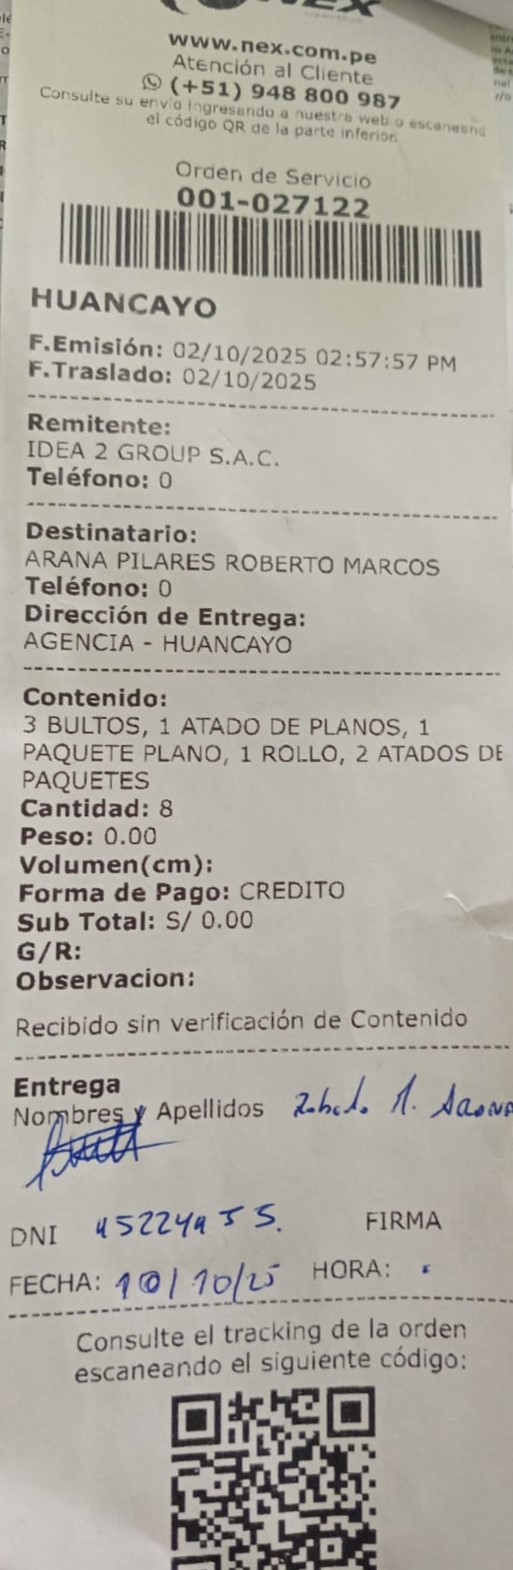 NEX
www.nex.com.pe
Atención al Cliente
(+51) 948 800 987
Consulte su envío ingresando a nuestra web o escaneand
el código QR de la parte inferior.
Orden de Servicio
001-027122
HUANCAYO
F.Emisión: 02/10/2025 02:57:57 PM
F.Traslado: 02/10/2025
Remitente:
IDEA 2 GROUP S.A.C.
Teléfono: 0
Destinatario:
ARANA PILARES ROBERTO MARCOS
Teléfono: 0
Dirección de Entrega:
AGENCIA - HUANCAYO
Contenido:
3 BULTOS, 1 ATADO DE PLANOS, 1
PAQUETE PLANO, 1 ROLLO, 2 ATADOS DE
PAQUETES
Cantidad: 8
Peso: 0.00
Volumen(cm):
Forma de Pago: CREDITO
Sub Total: S/ 0.00
G/R:
Observacion:
Recibido sin verificación de Contenido
Entrega
Nombres y Apellidos
DNI FIRMA
FECHA: 10/10/25 HORA:
Consulte el tracking de la orden
escaneando el siguiente código: